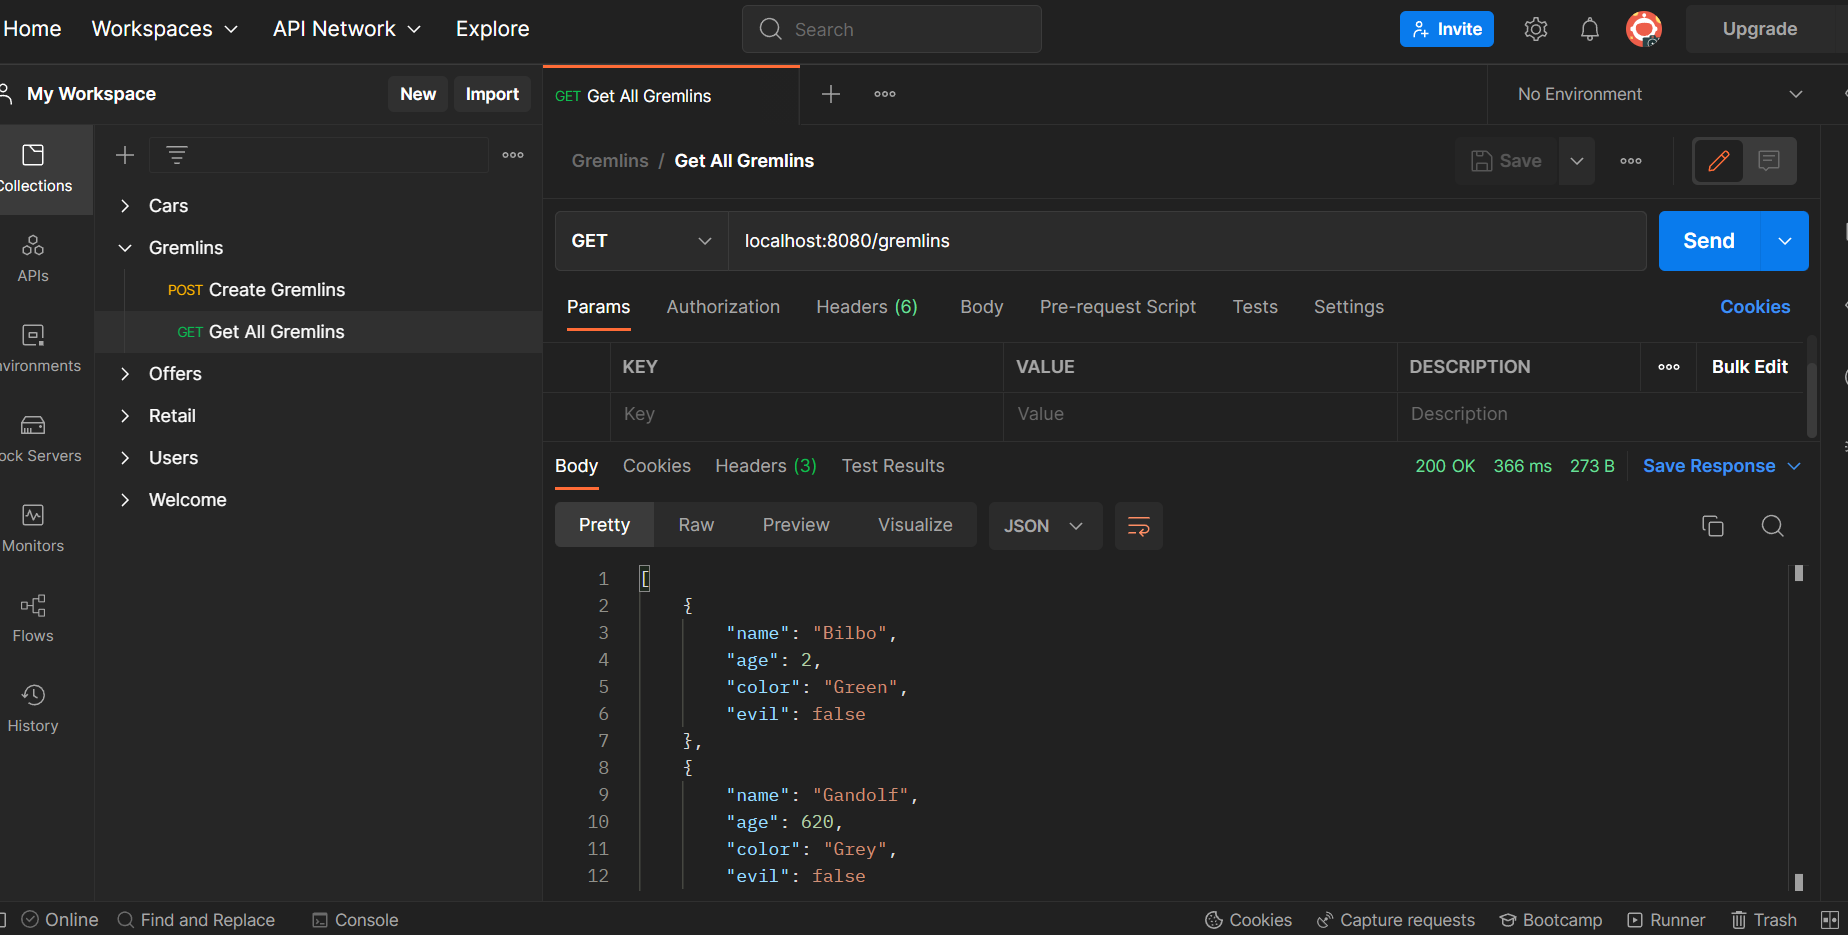 Home Workspaces API Network Explore Search Invite Upgrade
My Workspace New Import GET Get All Gremlins No Environment
Gremlins / Get All Gremlins Save
Collections
Cars
GET localhost:8080/gremlins Send
Gremlins
APIs
POST Create Gremlins
Params Authorization Headers (6) Body Pre-request Script Tests Settings Cookies
GET Get All Gremlins
vironments
KEY VALUE DESCRIPTION Bulk Edit
Offers
Key Value Description
Retail
ock Servers
Users
Body Cookies Headers (3) Test Results 200 OK 366 ms 273 B Save Response
Welcome
Monitors
Pretty Raw Preview Visualize JSON
Flows
History
1 [
2 {
3 "name": "Bilbo",
4 "age": 2,
5 "color": "Green",
6 "evil": false
7 },
8 {
9 "name": "Gandolf",
10 "age": 620,
11 "color": "Grey",
12 "evil": false
Online Find and Replace Console Cookies Capture requests Bootcamp Runner Trash